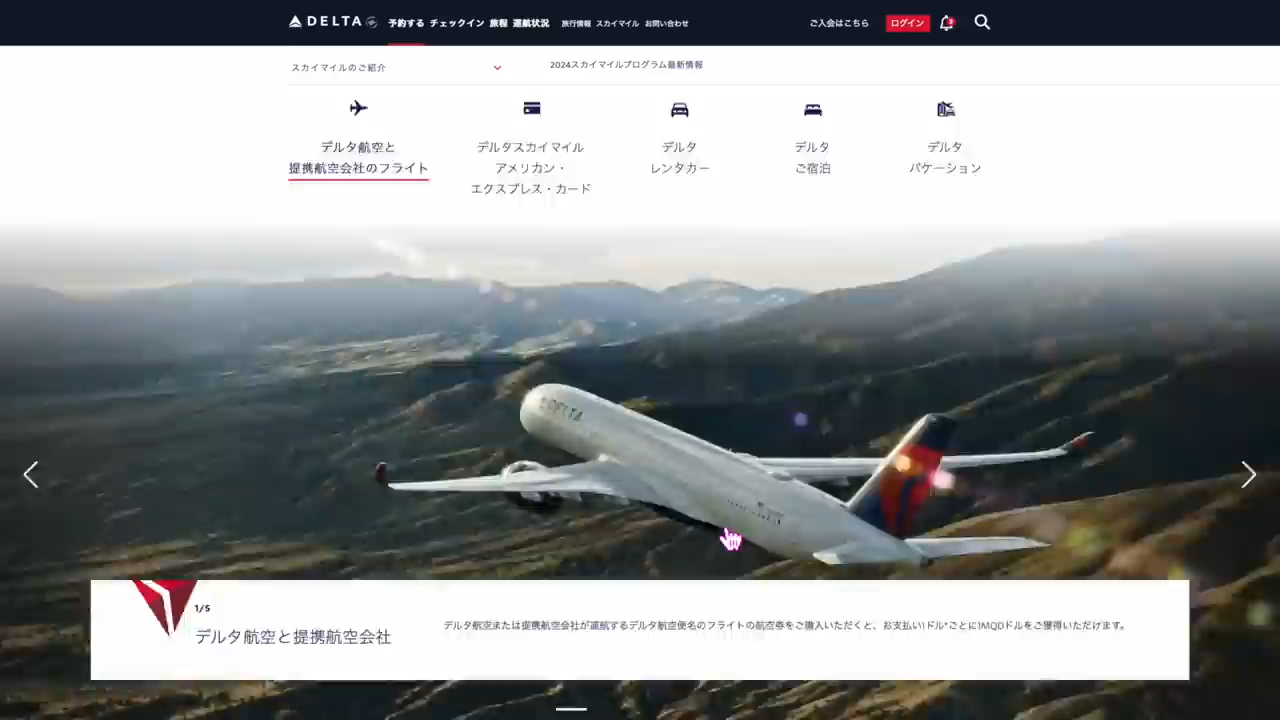 DELTA 予約する チェックイン 旅程 運航状況 旅行情報 スカイマイル お問い合わせ ご入会はこちら ログイン
スカイマイルのご紹介
2024スカイマイルプログラム最新情報
デルタ航空と
提携航空会社のフライト
デルタスカイマイル
アメリカン・
エクスプレス・カード
デルタ
レンタカー
デルタ
ご宿泊
デルタ
バケーション
DELTA
1/5
デルタ航空と提携航空会社
デルタ航空または提携航空会社が運航するデルタ航空便名のフライトの航空券をご購入いただくと、お支払い1ドル*ごとに1MQDドルをご獲得いただけます。